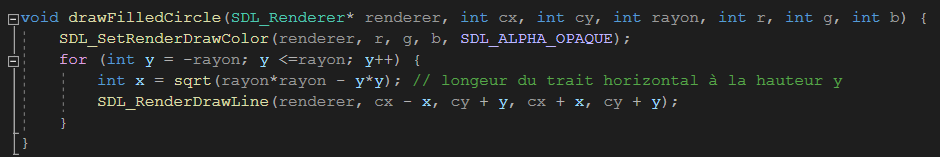 void drawFilledCircle(SDL_Renderer* renderer, int cx, int cy, int rayon, int r, int g, int b) {
    SDL_SetRenderDrawColor(renderer, r, g, b, SDL_ALPHA_OPAQUE);
    for (int y = -rayon; y <=rayon; y++) {
        int x = sqrt(rayon*rayon - y*y); // longeur du trait horizontal à la hauteur y
        SDL_RenderDrawLine(renderer, cx - x, cy + y, cx + x, cy + y);
    }
}